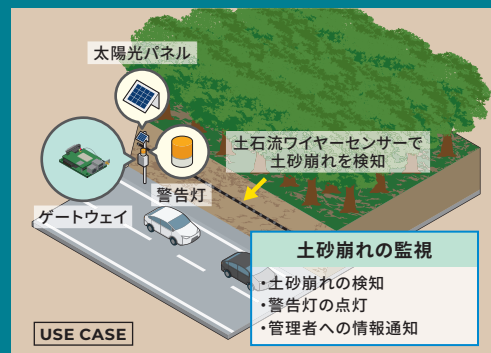 太陽光パネル
土石流ワイヤーセンサーで
土砂崩れを検知
警告灯
ゲートウェイ
土砂崩れの監視
・土砂崩れの検知
・警告灯の点灯
・管理者への情報通知
USE CASE